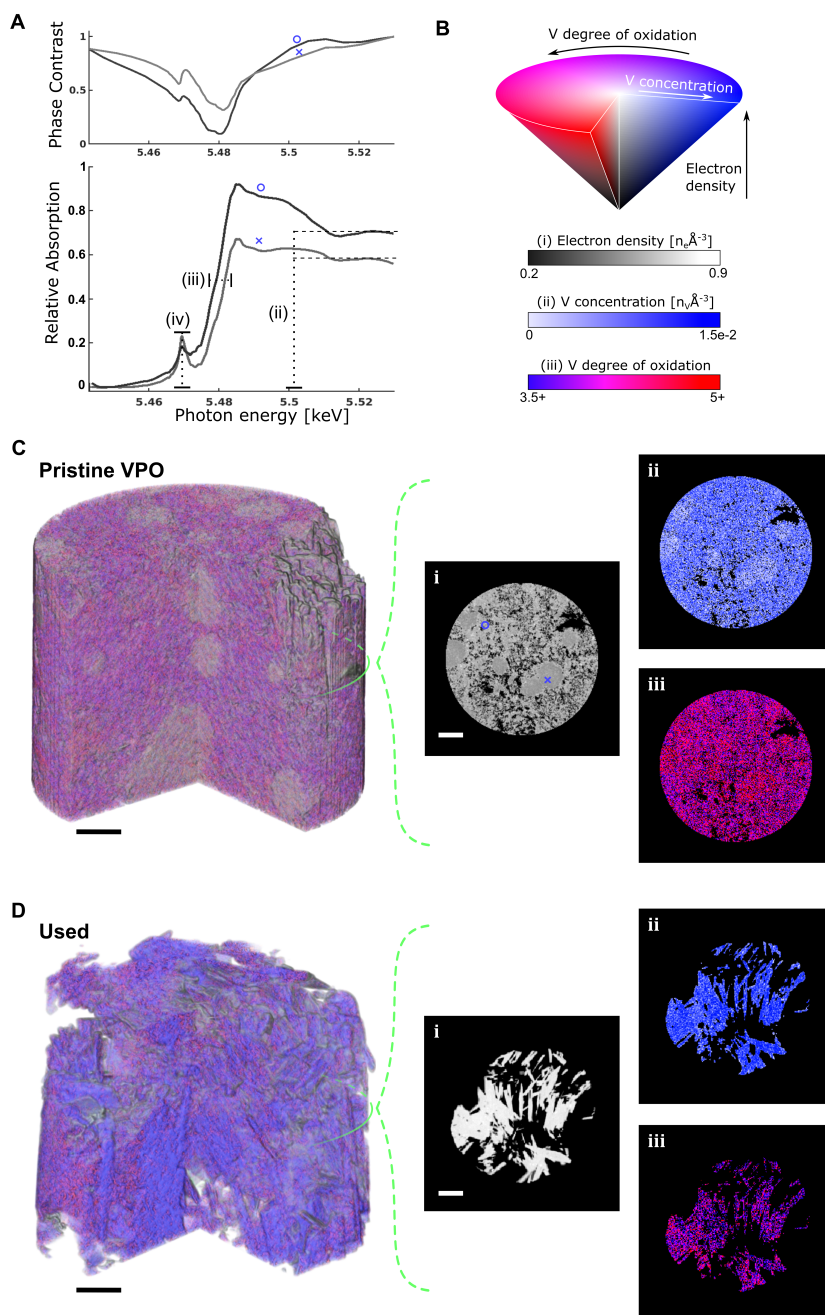 A
Phase Contrast
1
0.5
0
5.46
5.48
5.5
5.52
Relative Absorption
1
0.8
0.6
0.4
0.2
0
(iii)
(ii)
(iv)
5.46
5.48
5.5
5.52
Photon energy [keV]
B
V degree of oxidation
V concentration
Electron
density
(i) Electron density [nₑÅ⁻³]
0.2
0.9
(ii) V concentration [nᵥÅ⁻³]
0
1.5e-2
(iii) V degree of oxidation
3.5+
5+
C
Pristine VPO
i
ii
iii
D
Used
i
ii
iii